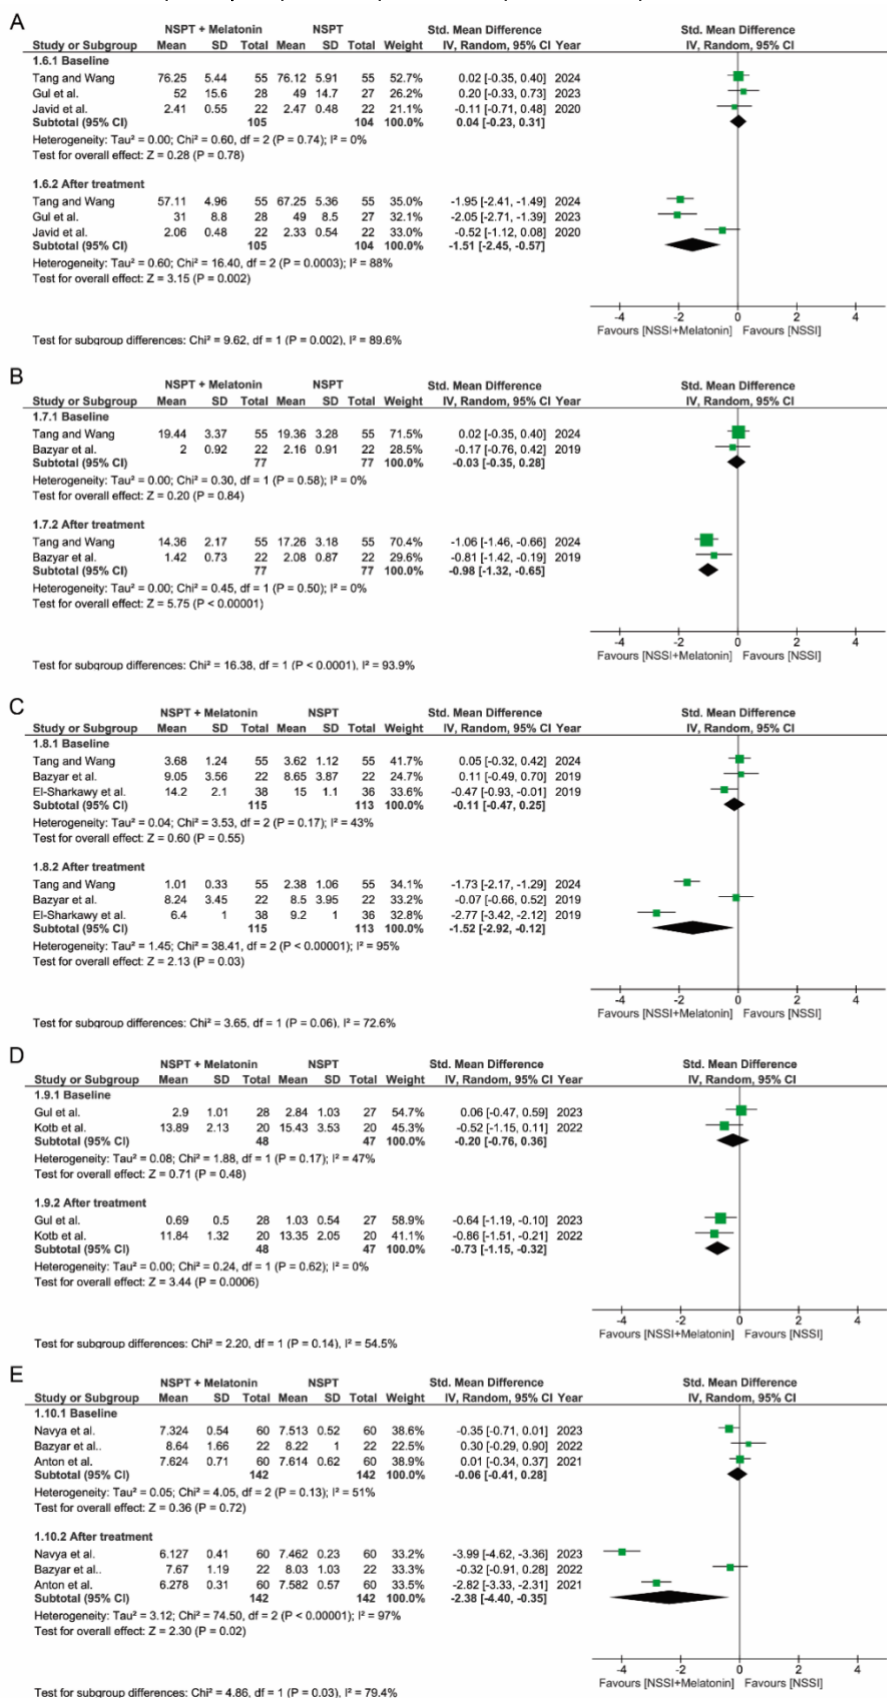 A
NSPT + Melatonin NSPT Std. Mean Difference Std. Mean Difference
Study or Subgroup Mean SD Total Mean SD Total Weight IV, Random, 95% CI Year IV, Random, 95% CI
1.6.1 Baseline
Tang and Wang 76.25 5.44 55 76.12 5.91 55 52.7% 0.02 [-0.35, 0.40] 2024
Gul et al. 52 15.6 28 49 14.7 27 26.2% 0.20 [-0.33, 0.73] 2023
Javid et al. 2.41 0.55 22 2.47 0.48 22 21.1% -0.11 [-0.71, 0.48] 2020
Subtotal (95% CI) 105 104 100.0% 0.04 [-0.23, 0.31]
Heterogeneity: Tau² = 0.00; Chi² = 0.60, df = 2 (P = 0.74); I² = 0%
Test for overall effect: Z = 0.28 (P = 0.78)
1.6.2 After treatment
Tang and Wang 57.11 4.96 55 67.25 5.36 55 35.0% -1.95 [-2.41, -1.49] 2024
Gul et al. 31 8.8 28 49 8.5 27 32.1% -2.05 [-2.71, -1.39] 2023
Javid et al. 2.06 0.48 22 2.33 0.54 22 33.0% -0.52 [-1.12, 0.08] 2020
Subtotal (95% CI) 105 104 100.0% -1.51 [-2.45, -0.57]
Heterogeneity: Tau² = 0.60; Chi² = 16.40, df = 2 (P = 0.0003); I² = 88%
Test for overall effect: Z = 3.15 (P = 0.002)
-4 -2 0 2 4
Favours [NSSI+Melatonin] Favours [NSSI]
Test for subgroup differences: Chi² = 9.62, df = 1 (P = 0.002), I² = 89.6%
B
NSPT + Melatonin NSPT Std. Mean Difference Std. Mean Difference
Study or Subgroup Mean SD Total Mean SD Total Weight IV, Random, 95% CI Year IV, Random, 95% CI
1.7.1 Baseline
Tang and Wang 19.44 3.37 55 19.36 3.28 55 71.5% 0.02 [-0.35, 0.40] 2024
Bazyar et al. 2 0.92 22 2.16 0.91 22 28.5% -0.17 [-0.76, 0.42] 2019
Subtotal (95% CI) 77 77 100.0% -0.03 [-0.35, 0.28]
Heterogeneity: Tau² = 0.00; Chi² = 0.30, df = 1 (P = 0.58); I² = 0%
Test for overall effect: Z = 0.20 (P = 0.84)
1.7.2 After treatment
Tang and Wang 14.36 2.17 55 17.26 3.18 55 70.4% -1.06 [-1.46, -0.66] 2024
Bazyar et al. 1.42 0.73 22 2.08 0.87 22 29.6% -0.81 [-1.42, -0.19] 2019
Subtotal (95% CI) 77 77 100.0% -0.98 [-1.32, -0.65]
Heterogeneity: Tau² = 0.00; Chi² = 0.45, df = 1 (P = 0.50); I² = 0%
Test for overall effect: Z = 5.75 (P < 0.00001)
-4 -2 0 2 4
Favours [NSSI+Melatonin] Favours [NSSI]
Test for subgroup differences: Chi² = 16.38, df = 1 (P < 0.0001), I² = 93.9%
C
NSPT + Melatonin NSPT Std. Mean Difference Std. Mean Difference
Study or Subgroup Mean SD Total Mean SD Total Weight IV, Random, 95% CI Year IV, Random, 95% CI
1.8.1 Baseline
Tang and Wang 3.68 1.24 55 3.62 1.12 55 41.7% 0.05 [-0.32, 0.42] 2024
Bazyar et al. 9.05 3.56 22 8.65 3.87 22 24.7% 0.11 [-0.49, 0.70] 2019
El-Sharkawy et al. 14.2 2.1 38 15 1.1 36 33.6% -0.47 [-0.93, -0.01] 2019
Subtotal (95% CI) 115 113 100.0% -0.11 [-0.47, 0.25]
Heterogeneity: Tau² = 0.04; Chi² = 3.53, df = 2 (P = 0.17); I² = 43%
Test for overall effect: Z = 0.60 (P = 0.55)
1.8.2 After treatment
Tang and Wang 1.01 0.33 55 2.38 1.06 55 34.1% -1.73 [-2.17, -1.29] 2024
Bazyar et al. 8.24 3.45 22 8.5 3.95 22 33.2% -0.07 [-0.66, 0.52] 2019
El-Sharkawy et al. 6.4 1 38 9.2 1 36 32.8% -2.77 [-3.42, -2.12] 2019
Subtotal (95% CI) 115 113 100.0% -1.52 [-2.92, -0.12]
Heterogeneity: Tau² = 1.45; Chi² = 38.41, df = 2 (P < 0.00001); I² = 95%
Test for overall effect: Z = 2.13 (P = 0.03)
-4 -2 0 2 4
Favours [NSSI+Melatonin] Favours [NSSI]
Test for subgroup differences: Chi² = 3.65, df = 1 (P = 0.06), I² = 72.6%
D
NSPT + Melatonin NSPT Std. Mean Difference Std. Mean Difference
Study or Subgroup Mean SD Total Mean SD Total Weight IV, Random, 95% CI Year IV, Random, 95% CI
1.9.1 Baseline
Gul et al. 2.9 1.01 28 2.84 1.03 27 54.7% 0.06 [-0.47, 0.59] 2023
Kotb et al. 13.89 2.13 20 15.43 3.53 20 45.3% -0.52 [-1.15, 0.11] 2022
Subtotal (95% CI) 48 47 100.0% -0.20 [-0.76, 0.36]
Heterogeneity: Tau² = 0.08; Chi² = 1.88, df = 1 (P = 0.17); I² = 47%
Test for overall effect: Z = 0.71 (P = 0.48)
1.9.2 After treatment
Gul et al. 0.69 0.5 28 1.03 0.54 27 58.9% -0.64 [-1.19, -0.10] 2023
Kotb et al. 11.84 1.32 20 13.35 2.05 20 41.1% -0.86 [-1.51, -0.21] 2022
Subtotal (95% CI) 48 47 100.0% -0.73 [-1.15, -0.32]
Heterogeneity: Tau² = 0.00; Chi² = 0.24, df = 1 (P = 0.62); I² = 0%
Test for overall effect: Z = 3.44 (P = 0.0006)
-4 -2 0 2 4
Favours [NSSI+Melatonin] Favours [NSSI]
Test for subgroup differences: Chi² = 2.20, df = 1 (P = 0.14), I² = 54.5%
E
NSPT + Melatonin NSPT Std. Mean Difference Std. Mean Difference
Study or Subgroup Mean SD Total Mean SD Total Weight IV, Random, 95% CI Year IV, Random, 95% CI
1.10.1 Baseline
Navya et al. 7.324 0.54 60 7.513 0.52 60 38.6% -0.35 [-0.71, 0.01] 2023
Bazyar et al.. 8.64 1.66 22 8.22 1 22 22.5% 0.30 [-0.29, 0.90] 2022
Anton et al. 7.624 0.71 60 7.614 0.62 60 38.9% 0.01 [-0.34, 0.37] 2021
Subtotal (95% CI) 142 142 100.0% -0.06 [-0.41, 0.28]
Heterogeneity: Tau² = 0.05; Chi² = 4.05, df = 2 (P = 0.13); I² = 51%
Test for overall effect: Z = 0.36 (P = 0.72)
1.10.2 After treatment
Navya et al. 6.127 0.41 60 7.462 0.23 60 33.2% -3.99 [-4.62, -3.36] 2023
Bazyar et al.. 7.67 1.19 22 8.03 1.03 22 33.3% -0.32 [-0.91, 0.28] 2022
Anton et al. 6.278 0.31 60 7.582 0.57 60 33.5% -2.82 [-3.33, -2.31] 2021
Subtotal (95% CI) 142 142 100.0% -2.38 [-4.40, -0.35]
Heterogeneity: Tau² = 3.12; Chi² = 74.50, df = 2 (P < 0.00001); I² = 97%
Test for overall effect: Z = 2.30 (P = 0.02)
-4 -2 0 2 4
Favours [NSSI+Melatonin] Favours [NSSI]
Test for subgroup differences: Chi² = 4.86, df = 1 (P = 0.03), I² = 79.4%